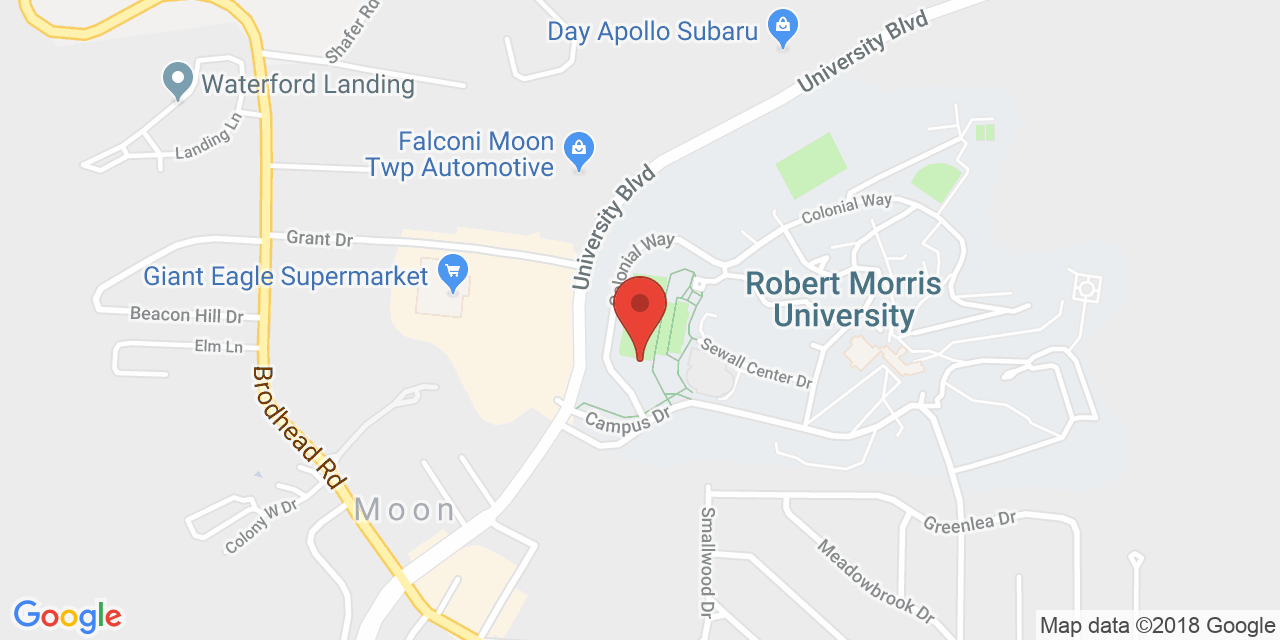 Shafer Rd
Day Apollo Subaru
University Blvd
Waterford Landing
Landing Ln
Falconi Moon
Twp Automotive
University Blvd
Colonial Way
Colonial Way
Grant Dr
Giant Eagle Supermarket
Robert Morris
University
Beacon Hill Dr
Elm Ln
Sewall Center Dr
Brodhead Rd
Campus Dr
Moon
Colony W Dr
Smallwood Dr
Greenlea Dr
Meadowbrook Dr
Google
Map data ©2018 Google